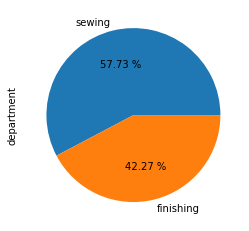 sewing
57.73 %
department
42.27 %
finishing